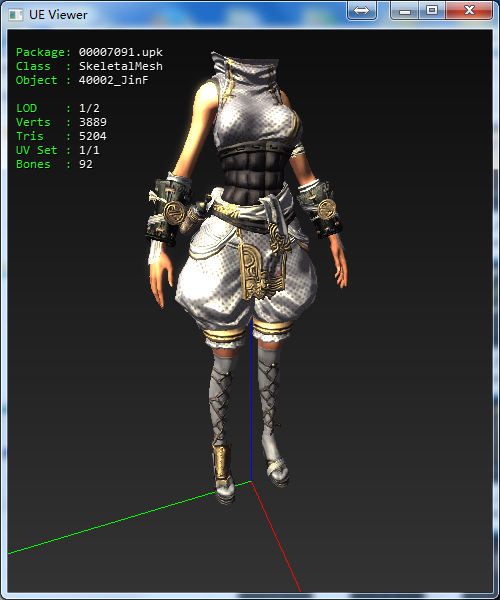 UE Viewer
Package: 00007091.upk
Class : SkeletalMesh
Object : 40002_JinF
LOD : 1/2
Verts : 3889
Tris : 5204
UV Set : 1/1
Bones : 92